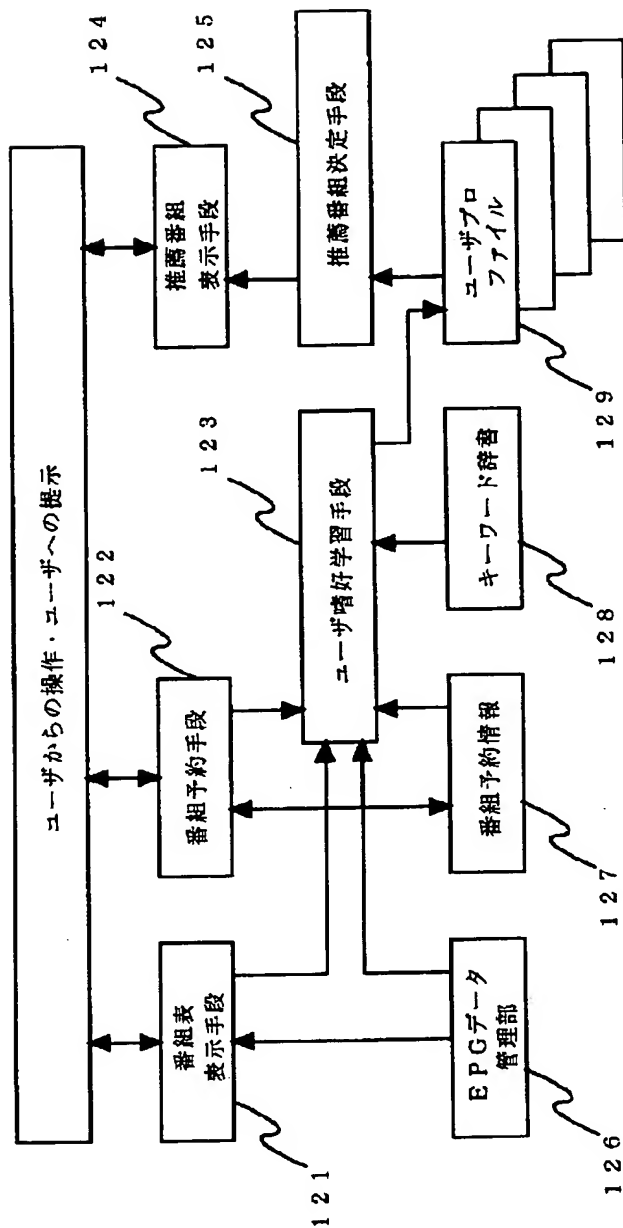 ユーザからの操作・ユーザへの提示
122
124
番組表
表示手段
番組予約手段
推薦番組
表示手段
121
123
125
ユーザ嗜好学習手段
推薦番組決定手段
EPGデータ
管理部
番組予約情報
キーワード辞書
ユーザプロ
ファイル
126
127
128
129